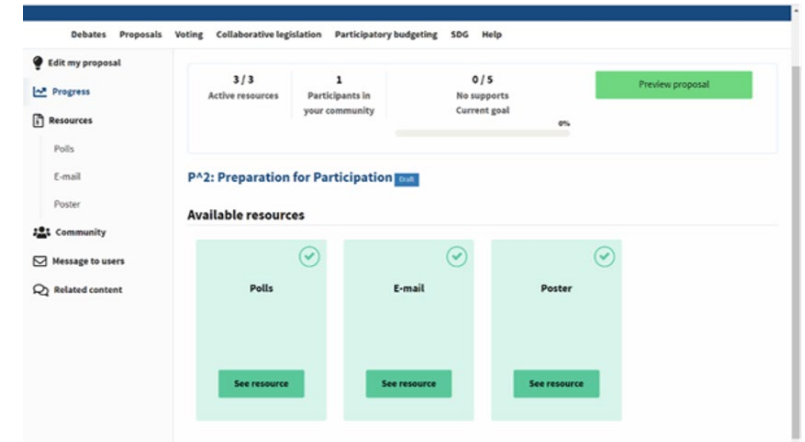 Debates Proposals Voting Collaborative legislation Participatory budgeting SDG Help
Edit my proposal
Progress
Resources
Polls
E-mail
Poster
Community
Message to users
Related content
3 / 3
Active resources
1
Participants in
your community
0 / 5
No supports
Current goal
0%
Preview proposal
P^2: Preparation for Participation Draft
Available resources
Polls
E-mail
Poster
See resource
See resource
See resource